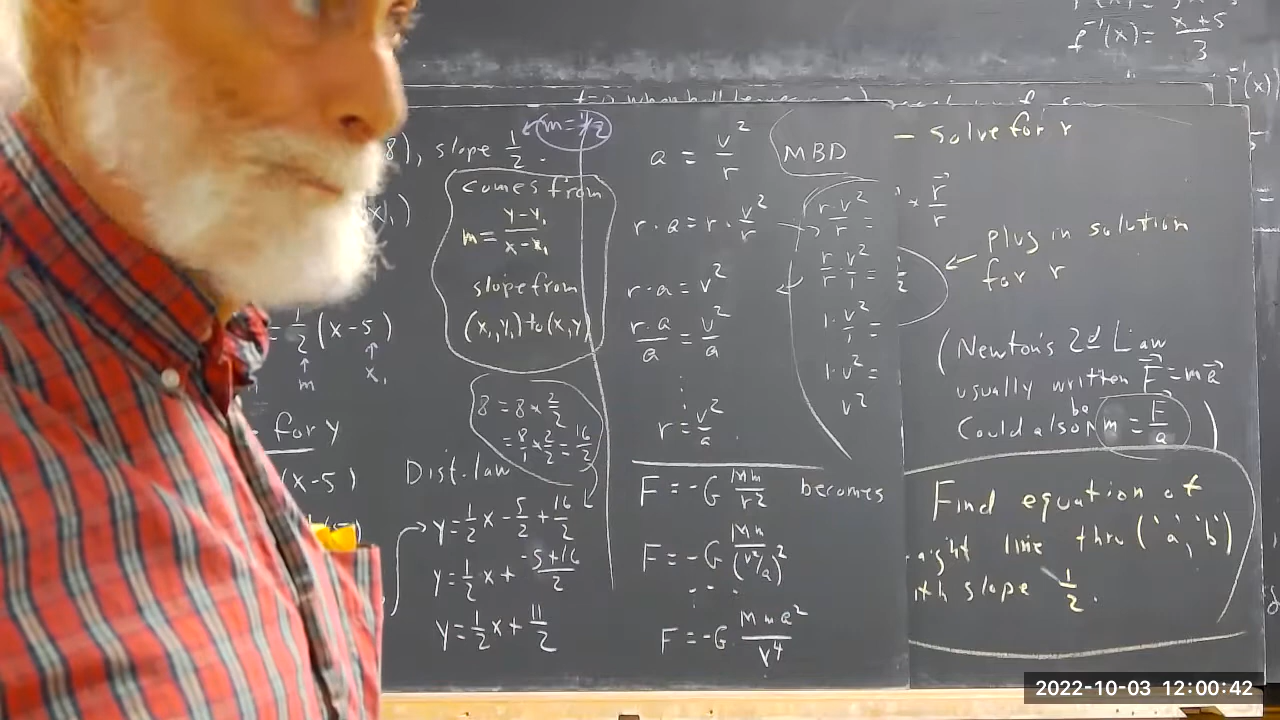 f⁻¹(x) = (x+5)/3
f⁻¹(x)
8), slope 1/2.
m = 1/2
x₁)
comes from
m = (y-y₁)/(x-x₁)
slope from
(x₁,y₁) to (x,y)
= 1/2 (x-5)
m
x₁
8 = 8 × 2/2
= 8/1 × 2/2 = 16/2
for y
(x-5)
Dist. law
y = 1/2 x - 5/2 + 16/2
y = 1/2 x + (-5+16)/2
y = 1/2 x + 11/2
a = v²/r
r · a = r · v²/r
r · a = v²
r·a/a = v²/a
r = v²/a
MBD
r·v²/r =
r/r · v²/1 =
1 · v²/1 =
1 · v² =
v²
F = -G Mm/r² becomes
F = -G Mm/(v²/a)²
F = -G Mma²/v⁴
- solve for r
× r⃗/r
plug in solution
for r
(Newton's 2d Law
usually written F⃗ = ma⃗
Could also be m = F/a)
Find equation of
line thru ('a', 'b')
slope 1/2.
2022-10-03 12:00:42